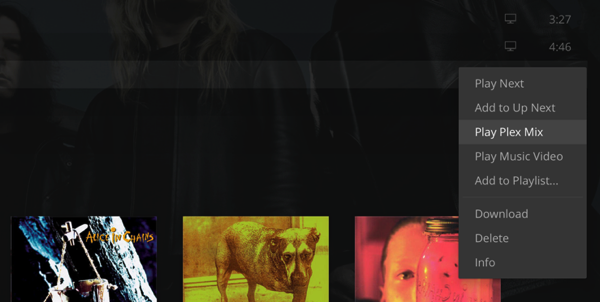 3:27
4:46
Play Next
Add to Up Next
Play Plex Mix
Play Music Video
Add to Playlist...
Download
Delete
Info
ALICE IN CHAINS